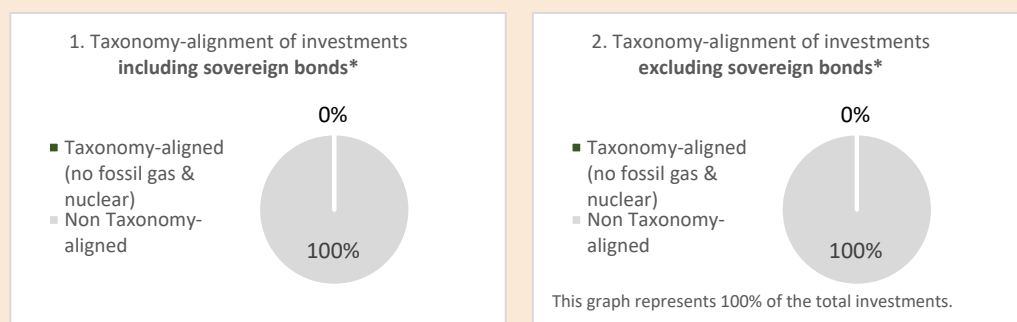 1. Taxonomy-alignment of investments
including sovereign bonds*
0%
Taxonomy-aligned
(no fossil gas &
nuclear)
Non Taxonomy-
aligned
100%
2. Taxonomy-alignment of investments
excluding sovereign bonds*
0%
Taxonomy-aligned
(no fossil gas &
nuclear)
Non Taxonomy-
aligned
100%
This graph represents 100% of the total investments.